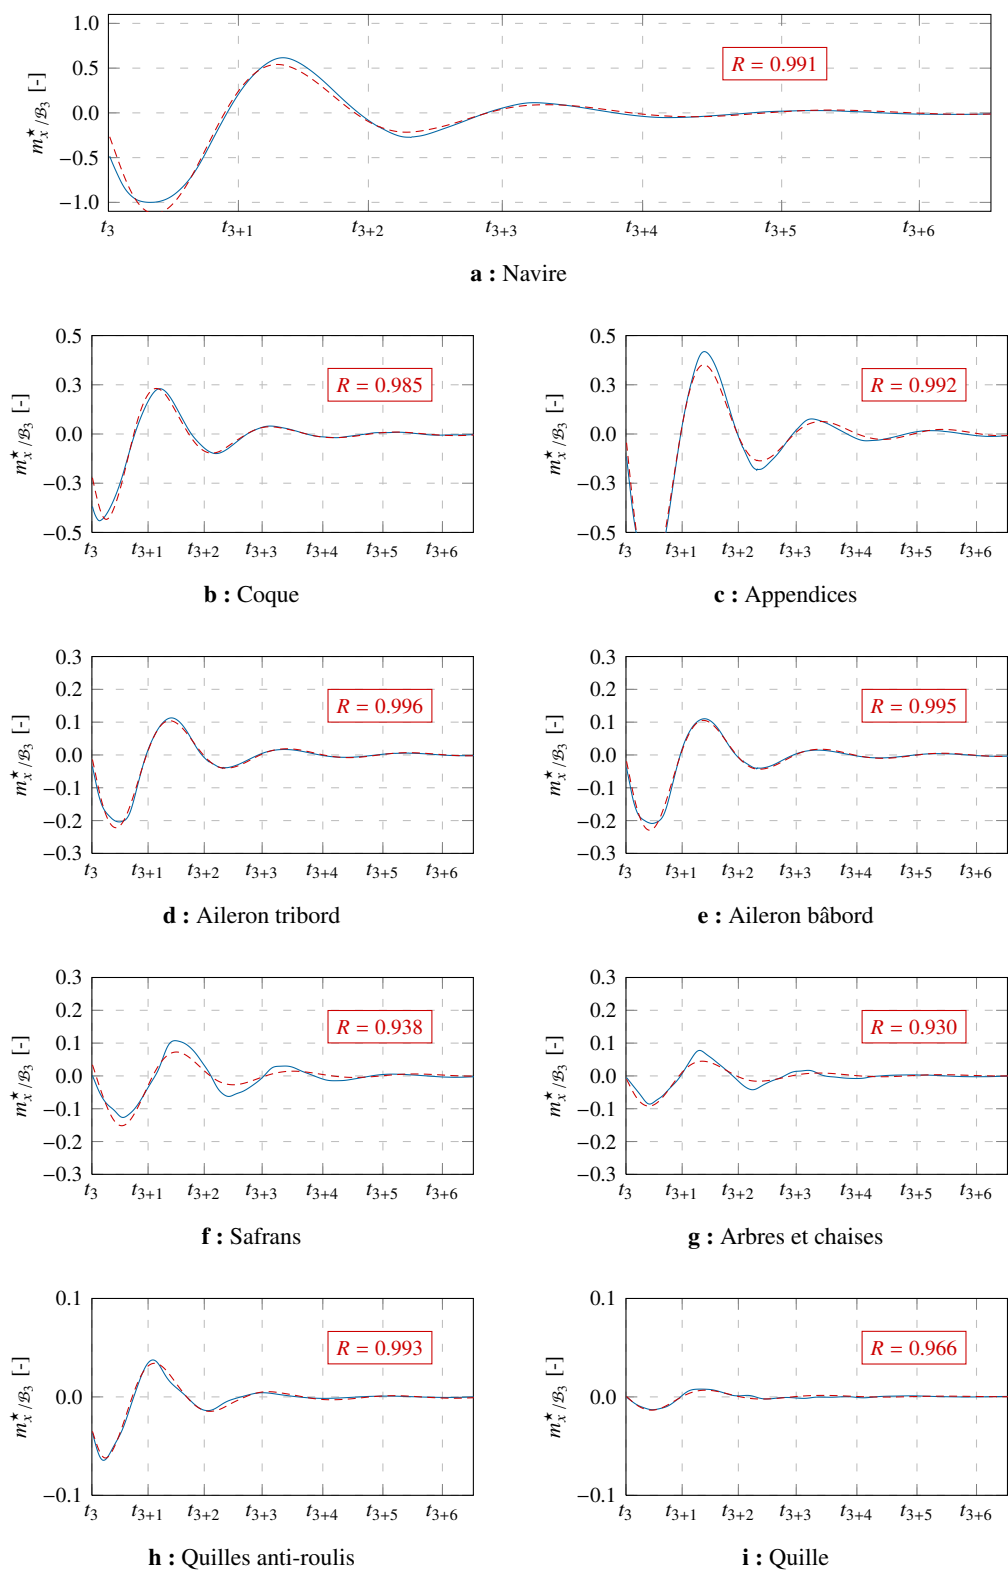 1.0
0.5
0.0
−0.5
−1.0
m★x/ℬ3 [-]
R = 0.991
t3 t3+1 t3+2 t3+3 t3+4 t3+5 t3+6
a : Navire
0.5 0.5
0.3 0.3
0.0 0.0
−0.3 −0.3
−0.5 −0.5
m★x/ℬ3 [-] m★x/ℬ3 [-]
R = 0.985 R = 0.992
t3 t3+1 t3+2 t3+3 t3+4 t3+5 t3+6 t3 t3+1 t3+2 t3+3 t3+4 t3+5 t3+6
b : Coque c : Appendices
0.3 0.3
0.2 0.2
0.1 0.1
0.0 0.0
−0.1 −0.1
−0.2 −0.2
−0.3 −0.3
m★x/ℬ3 [-] m★x/ℬ3 [-]
R = 0.996 R = 0.995
t3 t3+1 t3+2 t3+3 t3+4 t3+5 t3+6 t3 t3+1 t3+2 t3+3 t3+4 t3+5 t3+6
d : Aileron tribord e : Aileron bâbord
0.3 0.3
0.2 0.2
0.1 0.1
0.0 0.0
−0.1 −0.1
−0.2 −0.2
−0.3 −0.3
m★x/ℬ3 [-] m★x/ℬ3 [-]
R = 0.938 R = 0.930
t3 t3+1 t3+2 t3+3 t3+4 t3+5 t3+6 t3 t3+1 t3+2 t3+3 t3+4 t3+5 t3+6
f : Safrans g : Arbres et chaises
0.1 0.1
0.0 0.0
−0.1 −0.1
m★x/ℬ3 [-] m★x/ℬ3 [-]
R = 0.993 R = 0.966
t3 t3+1 t3+2 t3+3 t3+4 t3+5 t3+6 t3 t3+1 t3+2 t3+3 t3+4 t3+5 t3+6
h : Quilles anti-roulis i : Quille